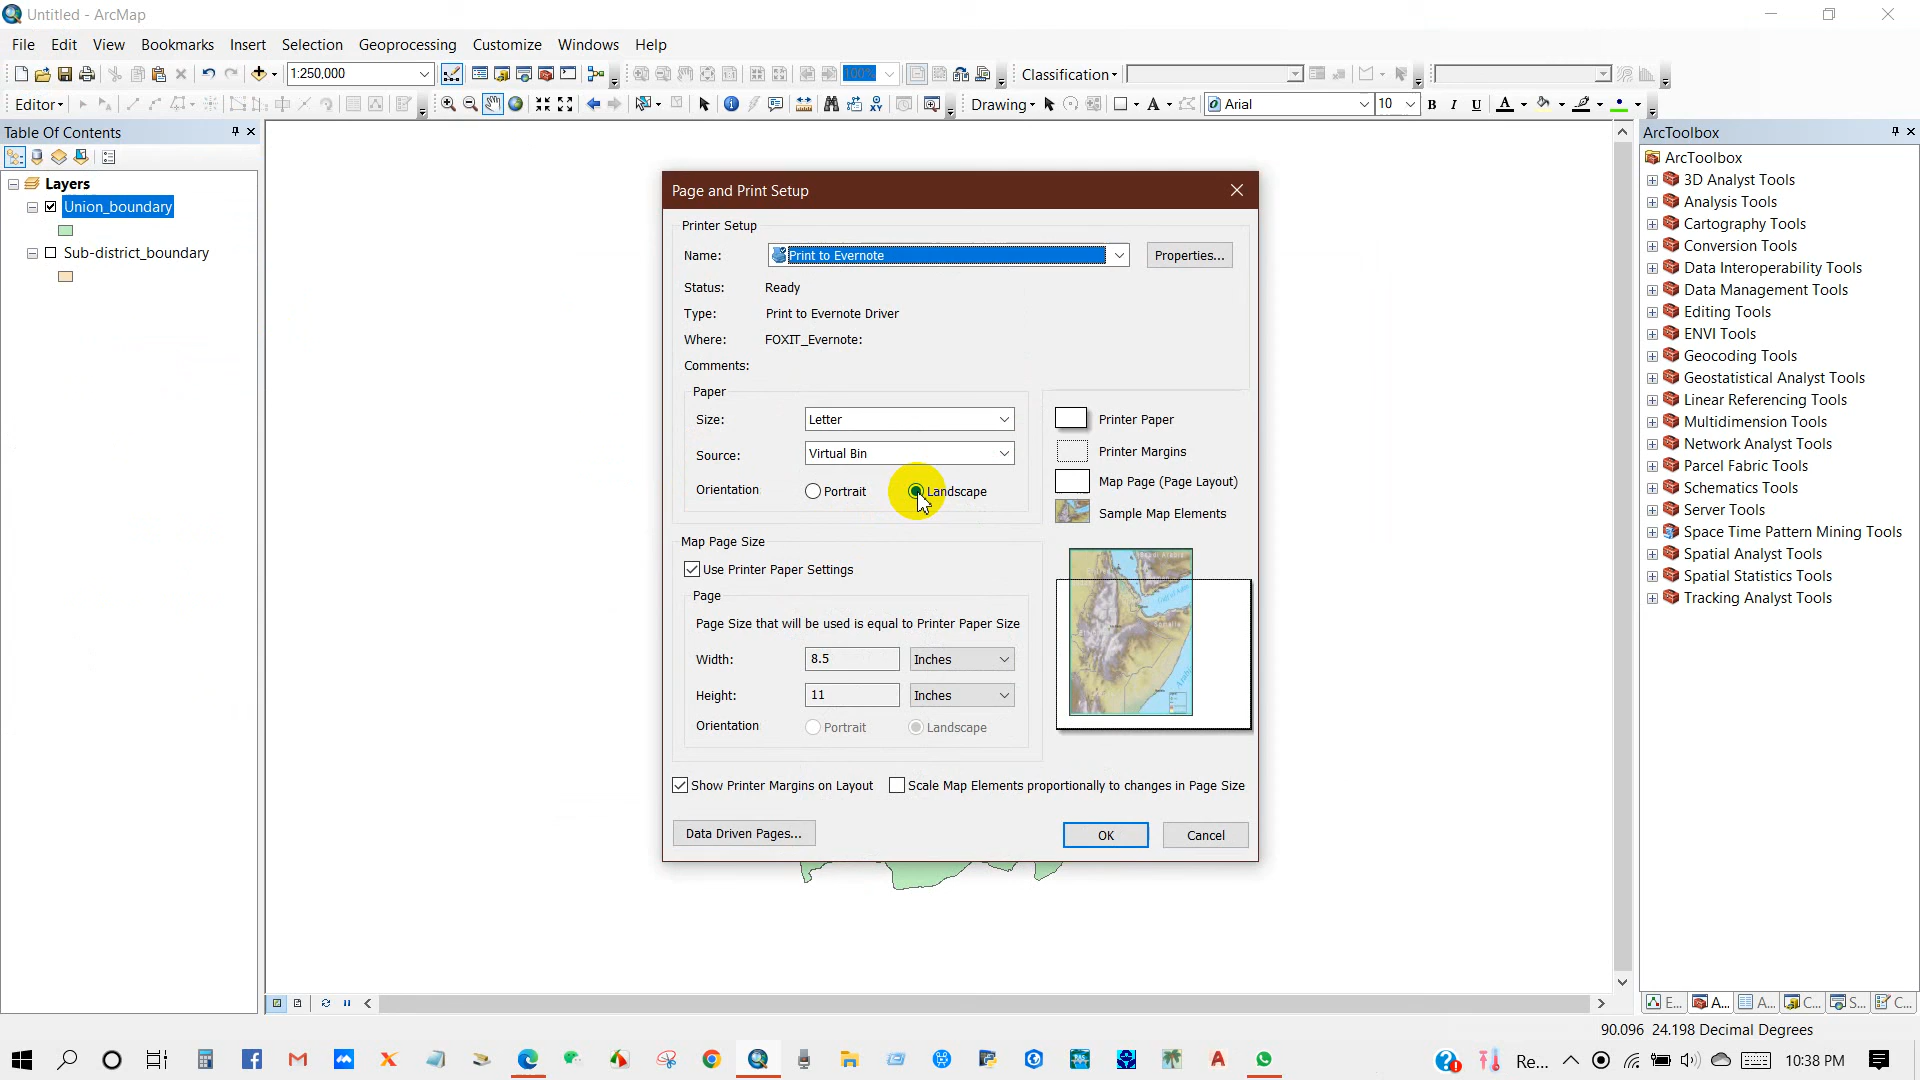 Untitled - ArcMap
File Edit View Bookmarks Insert Selection Geoprocessing Customize Windows Help
1:250,000 100% Classification
Editor Drawing Arial 10 B I U A
Table Of Contents
Layers
Union_boundary
Sub-district_boundary
Page and Print Setup
Printer Setup
Name: Print to Evernote Properties...
Status: Ready
Type: Print to Evernote Driver
Where: FOXIT_Evernote:
Comments:
Paper
Size: Letter
Source: Virtual Bin
Orientation Portrait Landscape
Printer Paper
Printer Margins
Map Page (Page Layout)
Sample Map Elements
Map Page Size
Use Printer Paper Settings
Page
Page Size that will be used is equal to Printer Paper Size
Width: 8.5 Inches
Height: 11 Inches
Orientation Portrait Landscape
Show Printer Margins on Layout Scale Map Elements proportionally to changes in Page Size
Data Driven Pages... OK Cancel
ArcToolbox
ArcToolbox
3D Analyst Tools
Analysis Tools
Cartography Tools
Conversion Tools
Data Interoperability Tools
Data Management Tools
Editing Tools
ENVI Tools
Geocoding Tools
Geostatistical Analyst Tools
Linear Referencing Tools
Multidimension Tools
Network Analyst Tools
Parcel Fabric Tools
Schematics Tools
Server Tools
Space Time Pattern Mining Tools
Spatial Analyst Tools
Spatial Statistics Tools
Tracking Analyst Tools
E... A... A... C... S... C...
90.096 24.198 Decimal Degrees
Re... 10:38 PM